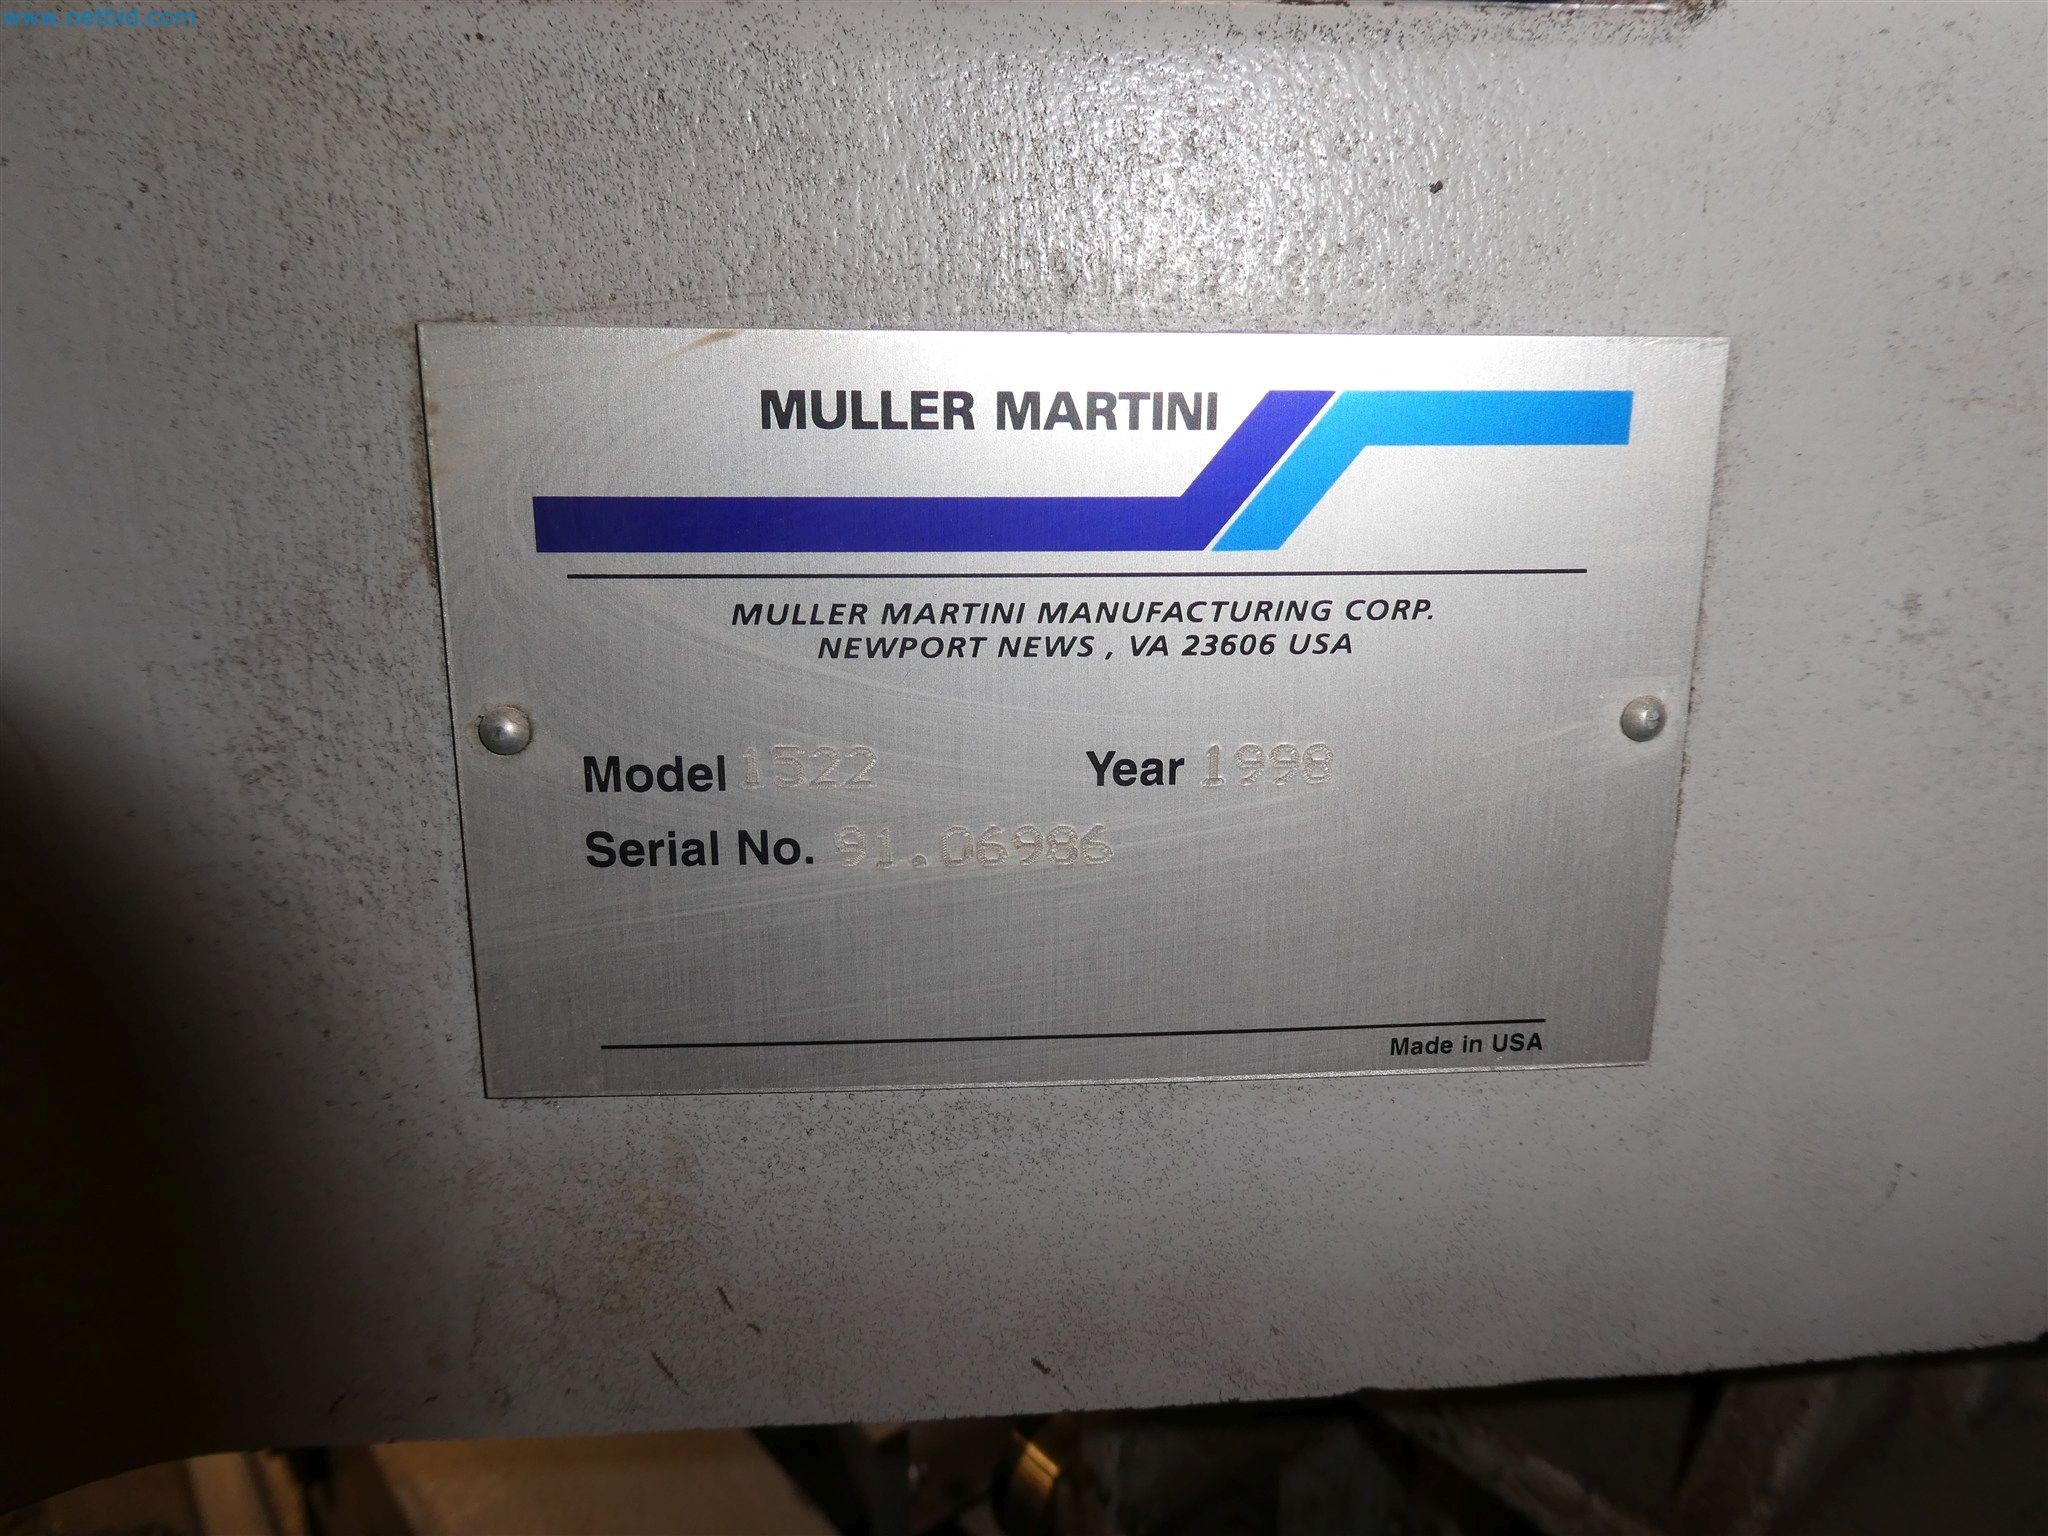 www.netbid.com
MULLER MARTINI
MULLER MARTINI MANUFACTURING CORP.
NEWPORT NEWS , VA 23606 USA
Model 1522 Year 1998
Serial No. 91.06986
Made in USA